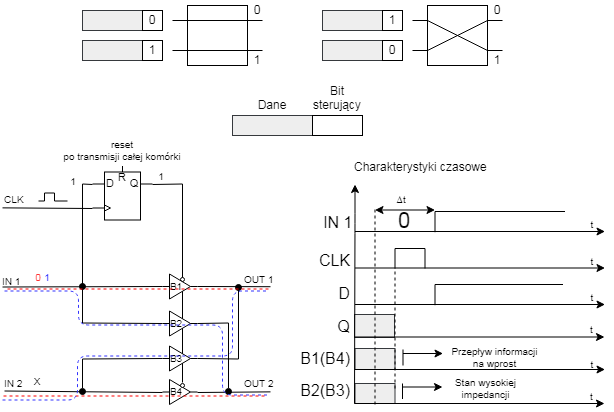 0
0
1
1
1
0
0
1
Dane
Bit
sterujący
reset
po transmisji całej komórki
1
D
R
Q
1
CLK
IN 1
0 1
B1
OUT 1
B2
B3
IN 2
X
B4
OUT 2
Charakterystyki czasowe
Δt
IN 1
0
t
CLK
t
D
t
Q
t
B1(B4)
Przepływ informacji
na wprost
t
B2(B3)
Stan wysokiej
impedancji
t